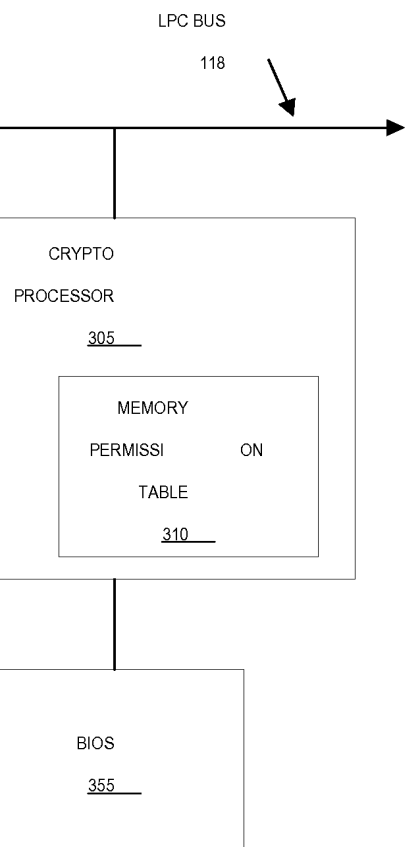 LPC BUS
118
CRYPTO
PROCESSOR
305
MEMORY
PERMISSI ON
TABLE
310
BIOS
355